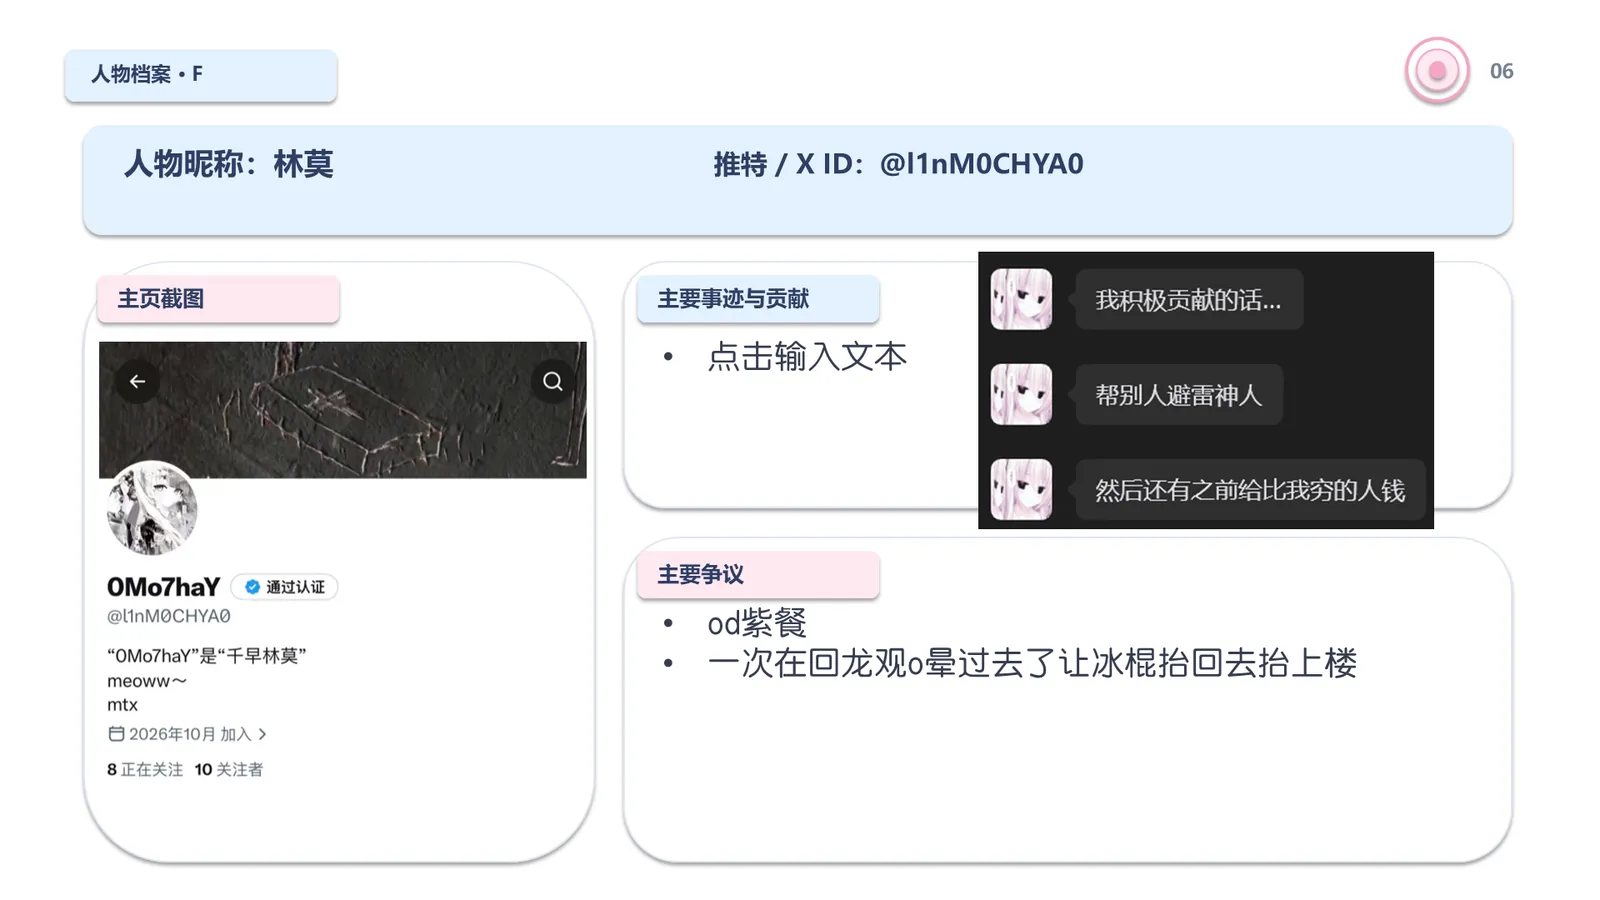 人物档案·F
06
人物昵称：林莫
推特 / X ID：@l1nM0CHYA0
主页截图
0Mo7haY 通过认证
@l1nM0CHYA0
“0Mo7haY”是“千早林莫”
meoww～
mtx
2026年10月 加入
8 正在关注 10 关注者
主要事迹与贡献
• 点击输入文本
我积极贡献的话...
帮别人避雷神人
然后还有之前给比我穷的人钱
主要争议
• od紫餐
• 一次在回龙观o晕过去了让冰棍抬回去抬上楼